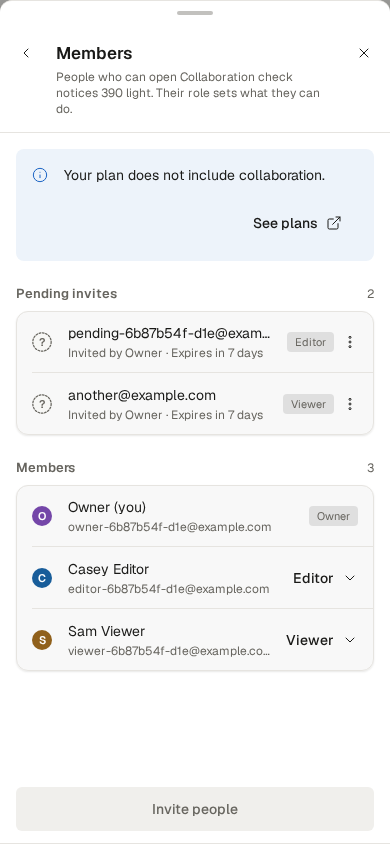 Members
People who can open Collaboration check
notices 390 light. Their role sets what they can
do.
Your plan does not include collaboration.
See plans
Pending invites 2
pending-6b87b54f-d1e@exam...
Editor
Invited by Owner · Expires in 7 days
another@example.com
Viewer
Invited by Owner · Expires in 7 days
Members 3
O
Owner (you)
Owner
owner-6b87b54f-d1e@example.com
C
Casey Editor
Editor
editor-6b87b54f-d1e@example.com
S
Sam Viewer
Viewer
viewer-6b87b54f-d1e@example.co...
Invite people